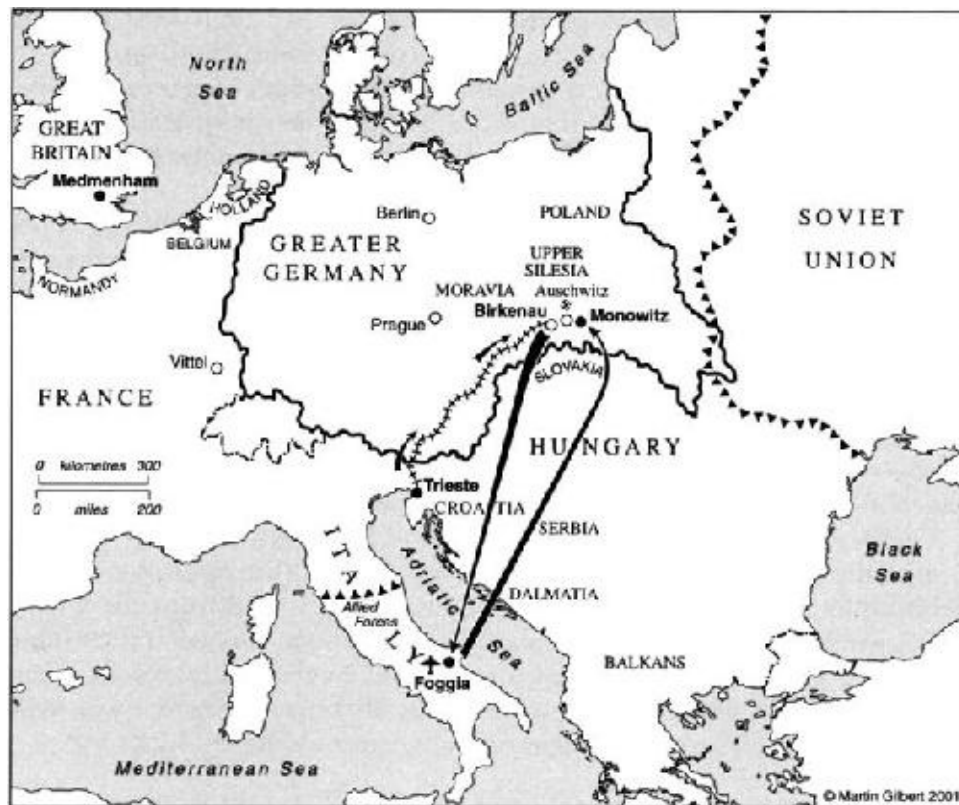 North
Sea
Baltic Sea
GREAT
BRITAIN
Medmenham
HOLLAND
BELGIUM
NORMANDY
Berlin
GREATER
GERMANY
POLAND
SOVIET
UNION
UPPER
SILESIA
MORAVIA
Auschwitz
Birkenau
Monowitz
Prague
SLOVAKIA
Vittel
FRANCE
HUNGARY
0 kilometres 300
0 miles 200
Trieste
CROATIA
SERBIA
ITALY
Adriatic Sea
Allied
Forces
DALMATIA
Black
Sea
Foggia
BALKANS
Mediterranean Sea
© Martin Gilbert 2001